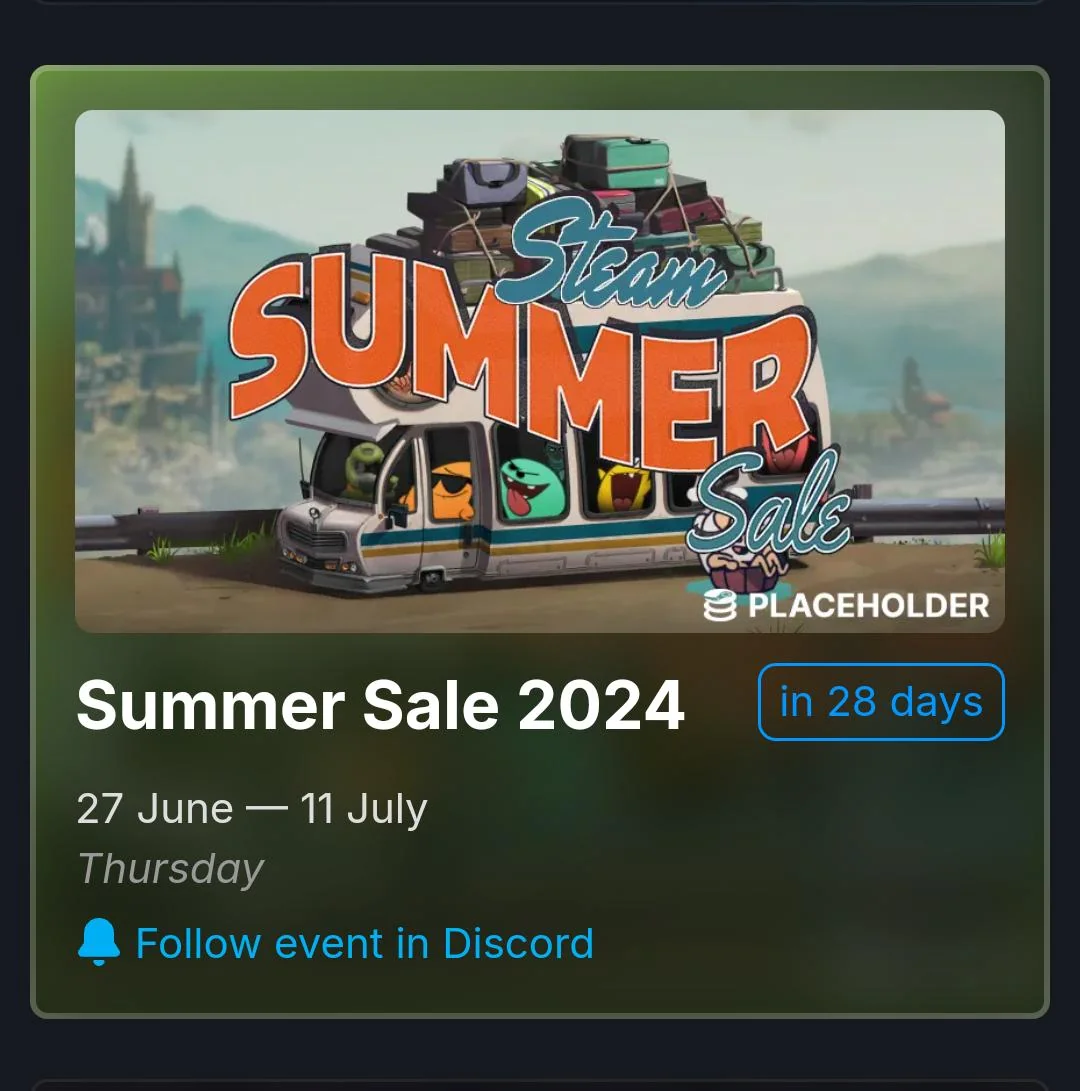 Steam
SUMMER
Sale
PLACEHOLDER
Summer Sale 2024
in 28 days
27 June — 11 July
Thursday
Follow event in Discord